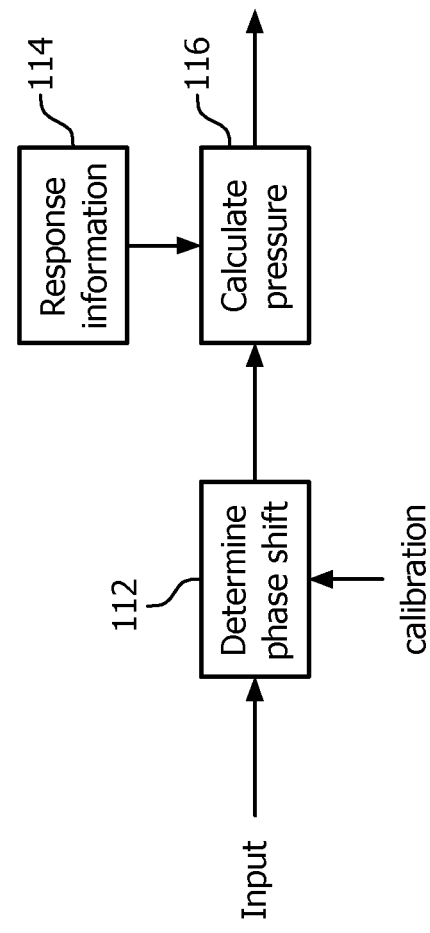 114
Response
information
116
Calculate
pressure
112
Determine
phase shift
Input
calibration